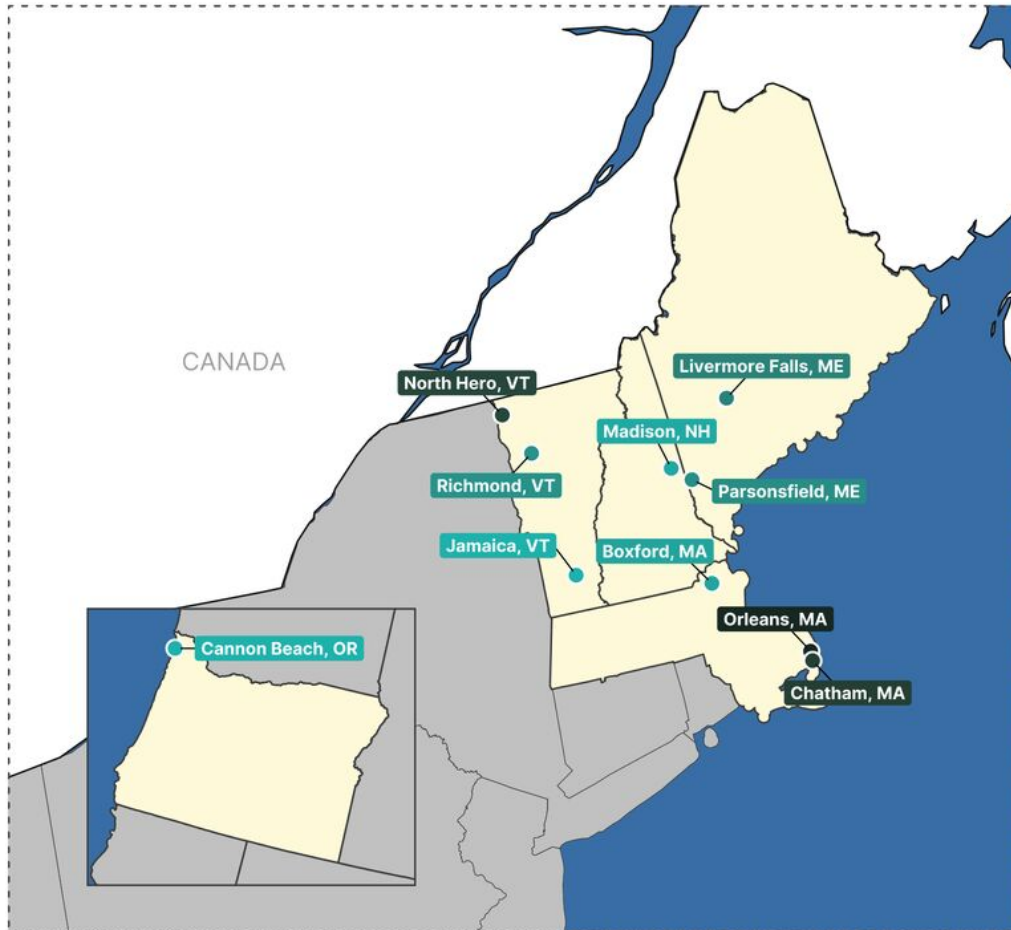 CANADA
Livermore Falls, ME
North Hero, VT
Madison, NH
Richmond, VT
Parsonsfield, ME
Jamaica, VT
Boxford, MA
Orleans, MA
Cannon Beach, OR
Chatham, MA